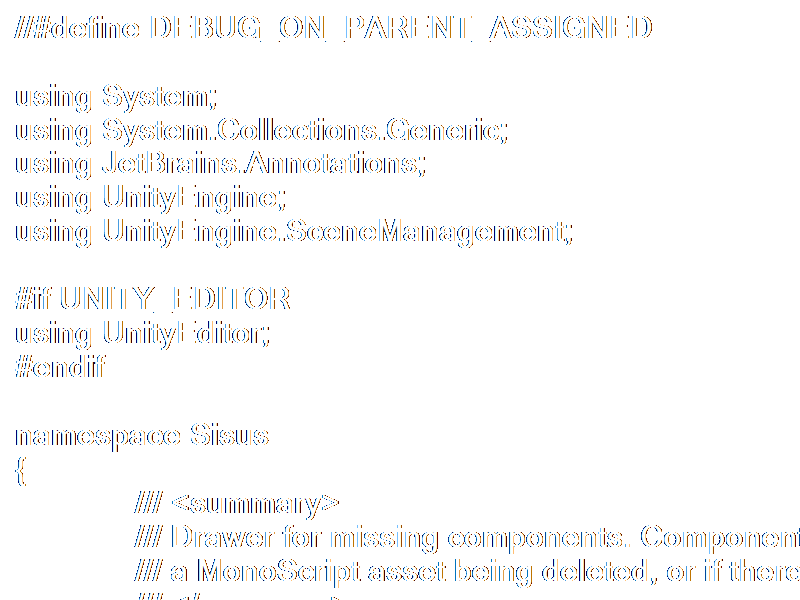 //#define DEBUG_ON_PARENT_ASSIGNED

using System;
using System.Collections.Generic;
using JetBrains.Annotations;
using UnityEngine;
using UnityEngine.SceneManagement;

#if UNITY_EDITOR
using UnityEditor;
#endif

namespace Sisus
{
/// <summary>
/// Drawer for missing components. Component
/// a MonoScript asset being deleted, or if there